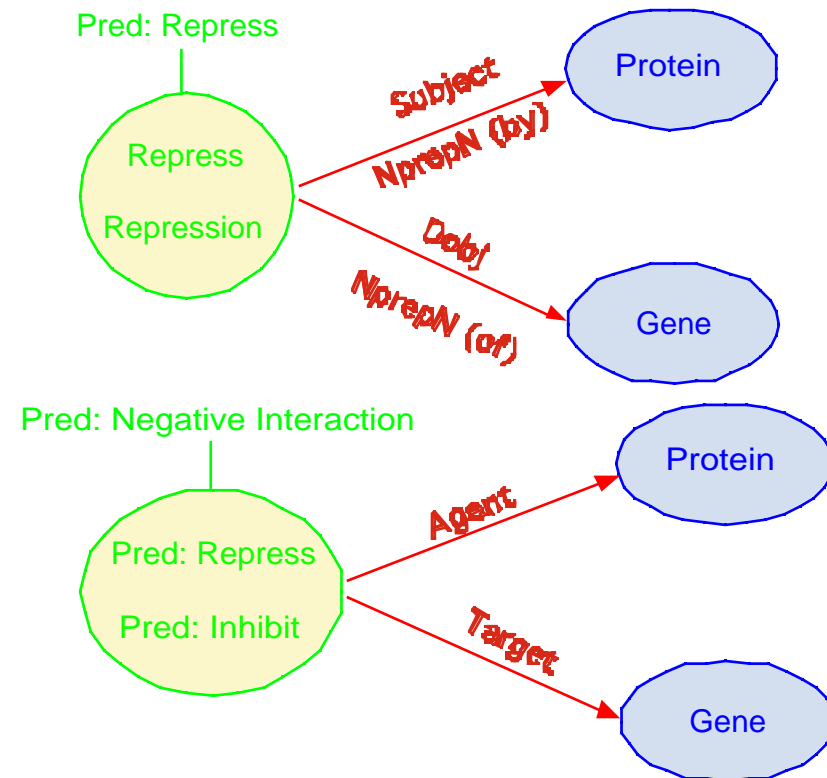 Pred: Repress
Protein
Subject
Repress
NprepN (by)
Repression
Dobj
NprepN (of)
Gene
Pred: Negative Interaction
Protein
Agent
Pred: Repress
Pred: Inhibit
Target
Gene